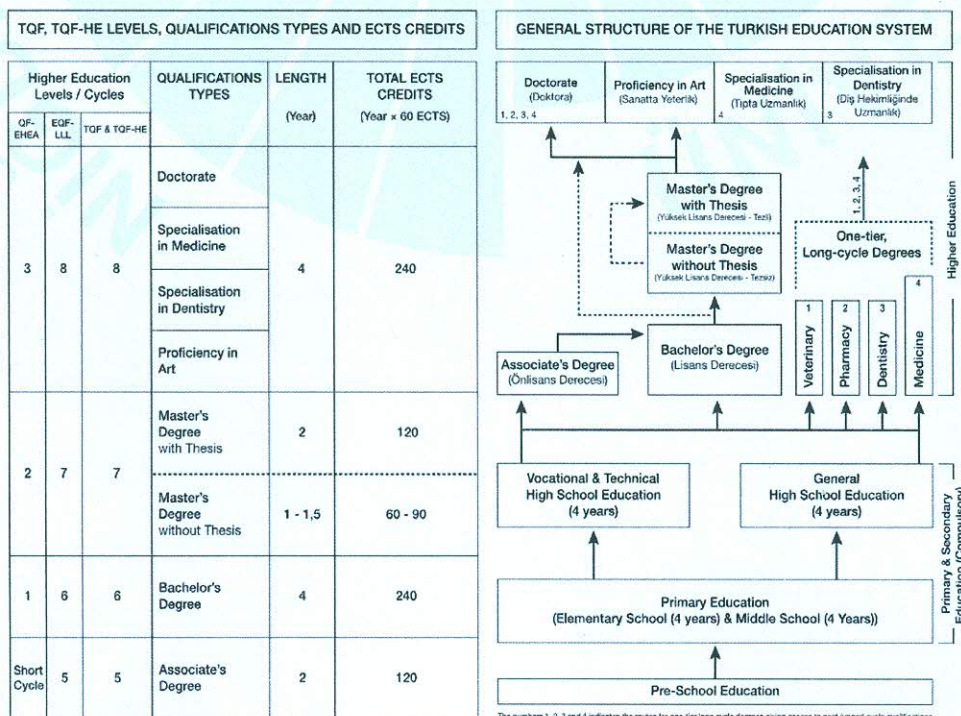 TQF, TQF-HE LEVELS, QUALIFICATIONS TYPES AND ECTS CREDITS
Higher Education
Levels / Cycles
QUALIFICATIONS
TYPES
LENGTH
(Year)
TOTAL ECTS
CREDITS
(Year x 60 ECTS)
QF-
EHEA
EQF-
LLL
TQF & TQF-HE
3
8
8
Doctorate
Specialisation
in Medicine
Specialisation
in Dentistry
Proficiency in
Art
4
240
2
7
7
Master's
Degree
with Thesis
2
120
Master's
Degree
without Thesis
1 - 1,5
60 - 90
1
6
6
Bachelor's
Degree
4
240
Short
Cycle
5
5
Associate's
Degree
2
120
GENERAL STRUCTURE OF THE TURKISH EDUCATION SYSTEM
Doctorate
(Doktora)
1, 2, 3, 4
Proficiency in Art
(Sanatta Yeterlik)
Specialisation in
Medicine
(Tıpta Uzmanlık)
4
Specialisation in
Dentistry
(Diş Hekimliğinde
Uzmanlık)
3
Master's Degree
with Thesis
(Yüksek Lisans Derecesi - Tezli)
Master's Degree
without Thesis
(Yüksek Lisans Derecesi - Tezsiz)
1, 2, 3, 4
One-tier,
Long-cycle Degrees
Higher Education
Associate's Degree
(Önlisans Derecesi)
Bachelor's Degree
(Lisans Derecesi)
1
Veterinary
2
Pharmacy
3
Dentistry
4
Medicine
Vocational & Technical
High School Education
(4 years)
General
High School Education
(4 years)
Primary & Secondary
Education (Compulsory)
Primary Education
(Elementary School (4 years) & Middle School (4 Years))
Pre-School Education